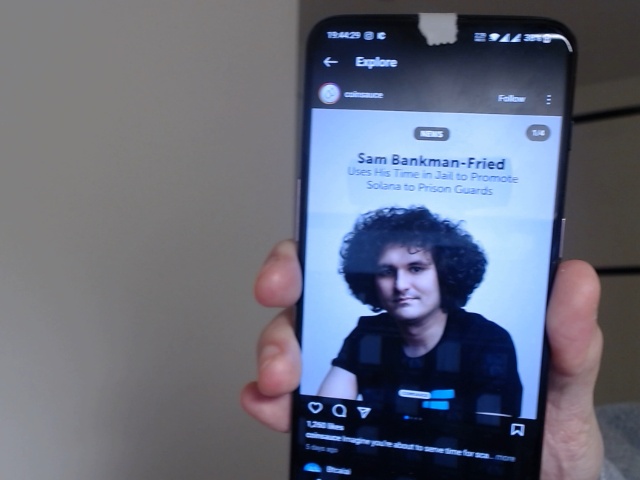 19:44:29
Explore
coinsauce
Follow
NEWS
1/4
Sam Bankman-Fried
Uses His Time in Jail to Promote
Solana to Prison Guards
1,260 likes
coinsauce Imagine you're about to serve time for sca... more
5 days ago